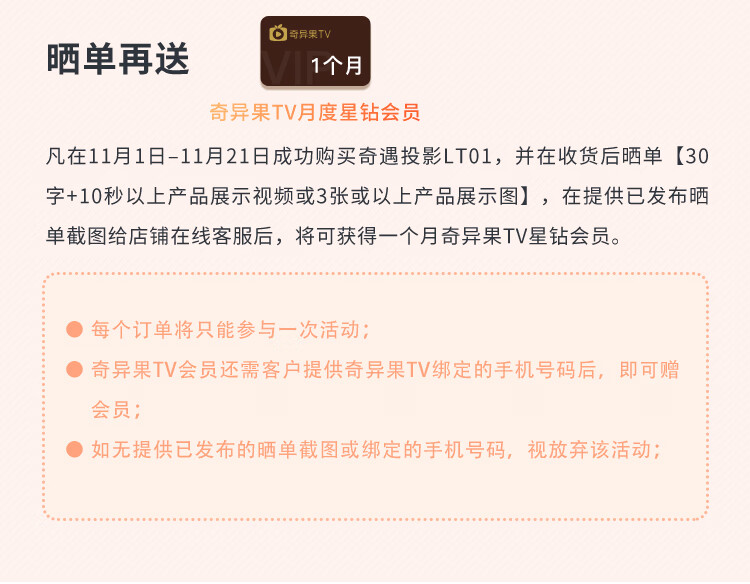 晒单再送
奇异果TV
VIP
1个月
奇异果TV月度星钻会员
凡在11月1日–11月21日成功购买奇遇投影LT01，并在收货后晒单【30
字+10秒以上产品展示视频或3张或以上产品展示图】，在提供已发布晒
单截图给店铺在线客服后，将可获得一个月奇异果TV星钻会员。
● 每个订单将只能参与一次活动；
● 奇异果TV会员还需客户提供奇异果TV绑定的手机号码后，即可赠
会员；
● 如无提供已发布的晒单截图或绑定的手机号码，视放弃该活动；